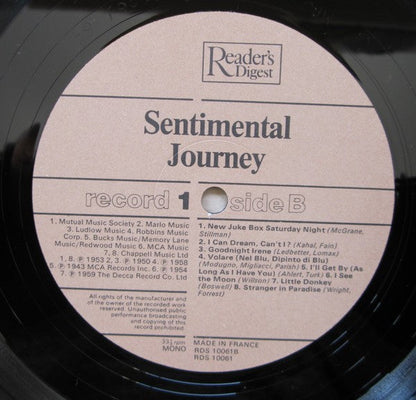 Reader's
Digest
Sentimental
Journey
record 1 side B
1. Mutual Music Society 2. Marlo Music
3. Ludlow Music 4. Robbins Music
Corp. 5. Bucks Music/Memory Lane
Music/Redwood Music 6. MCA Music
7. 8. Chappell Music Ltd
1. 8. ℗ 1953 2. 3. ℗ 1950 4. ℗ 1958
5. ℗ 1943 MCA Records Inc. 6. ℗ 1954
7. ℗ 1959 The Decca Record Co. Ltd
All rights of the manufacturer and
of the owner of the recorded work
reserved. Unauthorised public
performance broadcasting
and copying of this
record prohibited.
33⅓ rpm
MONO
1. New Juke Box Saturday Night (McGrane,
Stillman)
2. I Can Dream, Can't I? (Kahal, Fain)
3. Goodnight Irene (Ledbetter, Lomax)
4. Volare (Nel Blu, Dipinto di Blu)
(Modugno, Migliacci, Parish) 5. I'll Get By (As
Long As I Have You) (Ahlert, Turk) 6. I See
the Moon (Willson) 7. Little Donkey
(Boswell) 8. Stranger in Paradise (Wright,
Forrest)
MADE IN FRANCE
RDS 10061B
RDS 10061